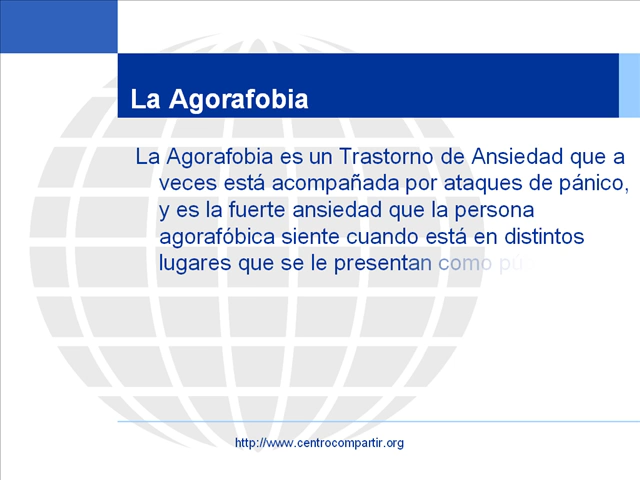 La Agorafobia
La Agorafobia es un Trastorno de Ansiedad que a
veces está acompañada por ataques de pánico,
y es la fuerte ansiedad que la persona
agorafóbica siente cuando está en distintos
lugares que se le presentan como
http://www.centrocompartir.org